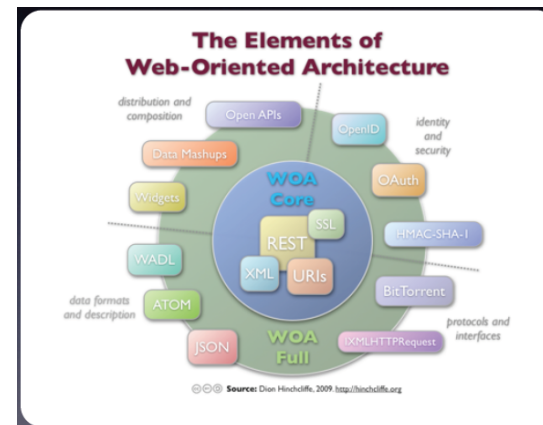 The Elements of
Web-Oriented Architecture
distribution and
composition
Open APIs
OpenID
identity
and
security
Data Mashups
OAuth
Widgets
WOA
Core
SSL
REST
HMAC-SHA-1
WADL
XML
URIs
BitTorrent
data formats
and description
ATOM
protocols and
interfaces
JSON
WOA
Full
IXMLHTTPRequest
Source: Dion Hinchcliffe, 2009. http://hinchcliffe.org